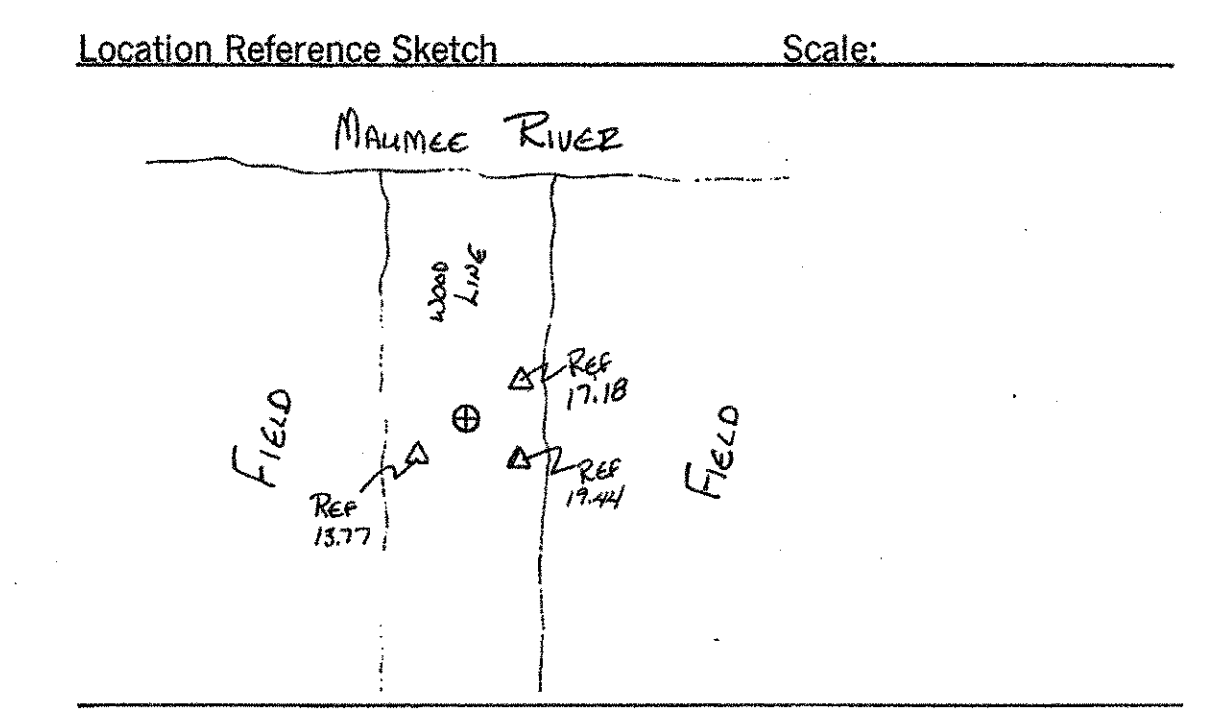 Location Reference Sketch Scale:
MAUMEE RIVER
WOOD
LINE
REF
17.18
FIELD
FIELD
REF
19.44
REF
13.77